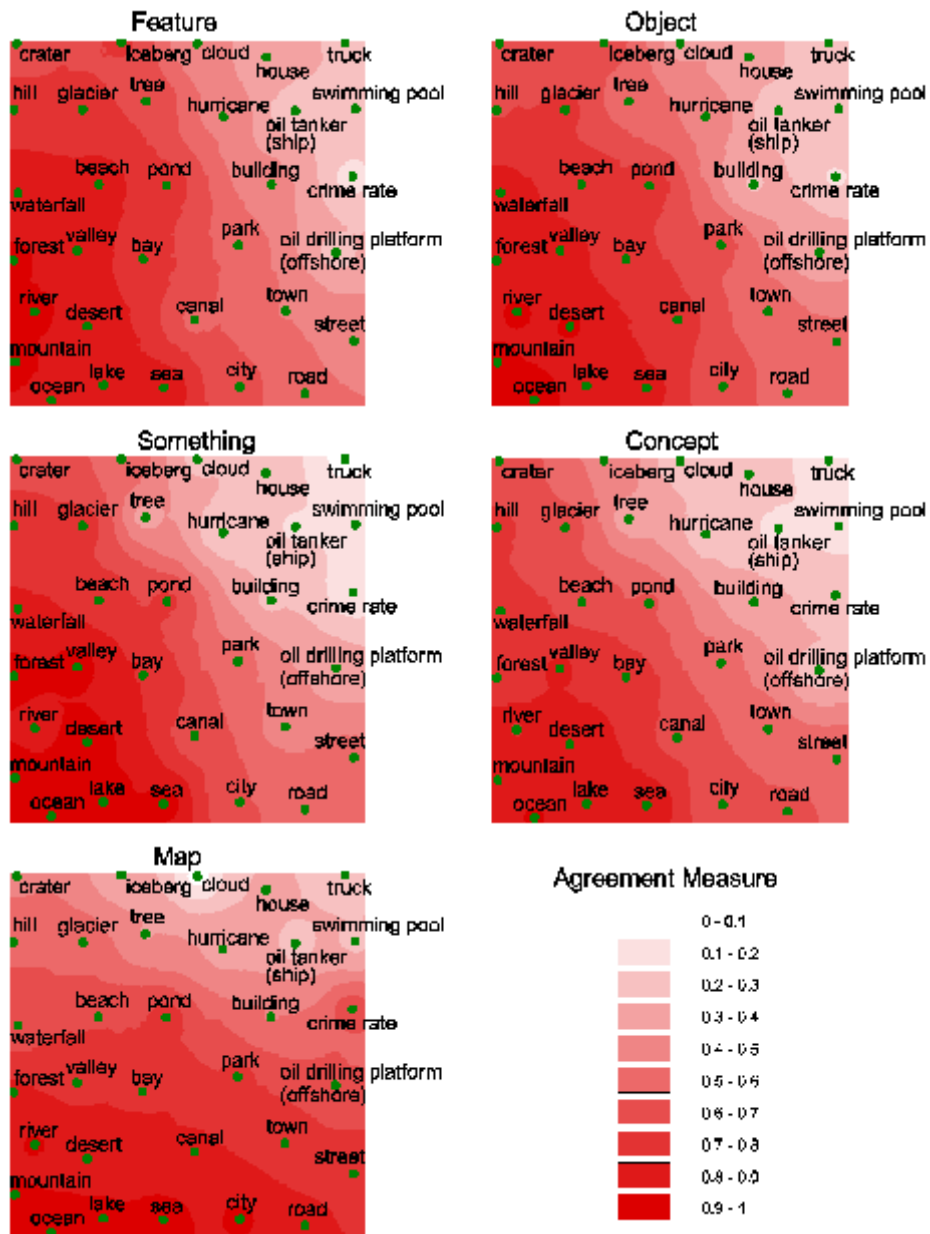 Feature
crater iceberg cloud truck
house
hill glacier tree hurricane swimming pool
oil tanker
(ship)
beach pond building
crime rate
waterfall
forest valley bay park oil drilling platform
(offshore)
river desert canal town
street
mountain
ocean lake sea city road
Object
crater iceberg cloud truck
house
hill glacier tree hurricane swimming pool
oil tanker
(ship)
beach pond building
crime rate
waterfall
forest valley bay park oil drilling platform
(offshore)
river desert canal town
street
mountain
ocean lake sea city road
Something
crater iceberg cloud truck
house
hill glacier tree hurricane swimming pool
oil tanker
(ship)
beach pond building
crime rate
waterfall
forest valley bay park oil drilling platform
(offshore)
river desert canal town
street
mountain
ocean lake sea city road
Concept
crater iceberg cloud truck
house
hill glacier tree hurricane swimming pool
oil tanker
(ship)
beach pond building
crime rate
waterfall
forest valley bay park oil drilling platform
(offshore)
river desert canal town
street
mountain
ocean lake sea city road
Map
crater iceberg cloud truck
house
hill glacier tree hurricane swimming pool
oil tanker
(ship)
beach pond building
crime rate
waterfall
forest valley bay park oil drilling platform
(offshore)
river desert canal town
street
mountain
ocean lake sea city road
Agreement Measure
0 - 0.1
0.1 - 0.2
0.2 - 0.3
0.3 - 0.4
0.4 - 0.5
0.5 - 0.6
0.6 - 0.7
0.7 - 0.8
0.8 - 0.9
0.9 - 1